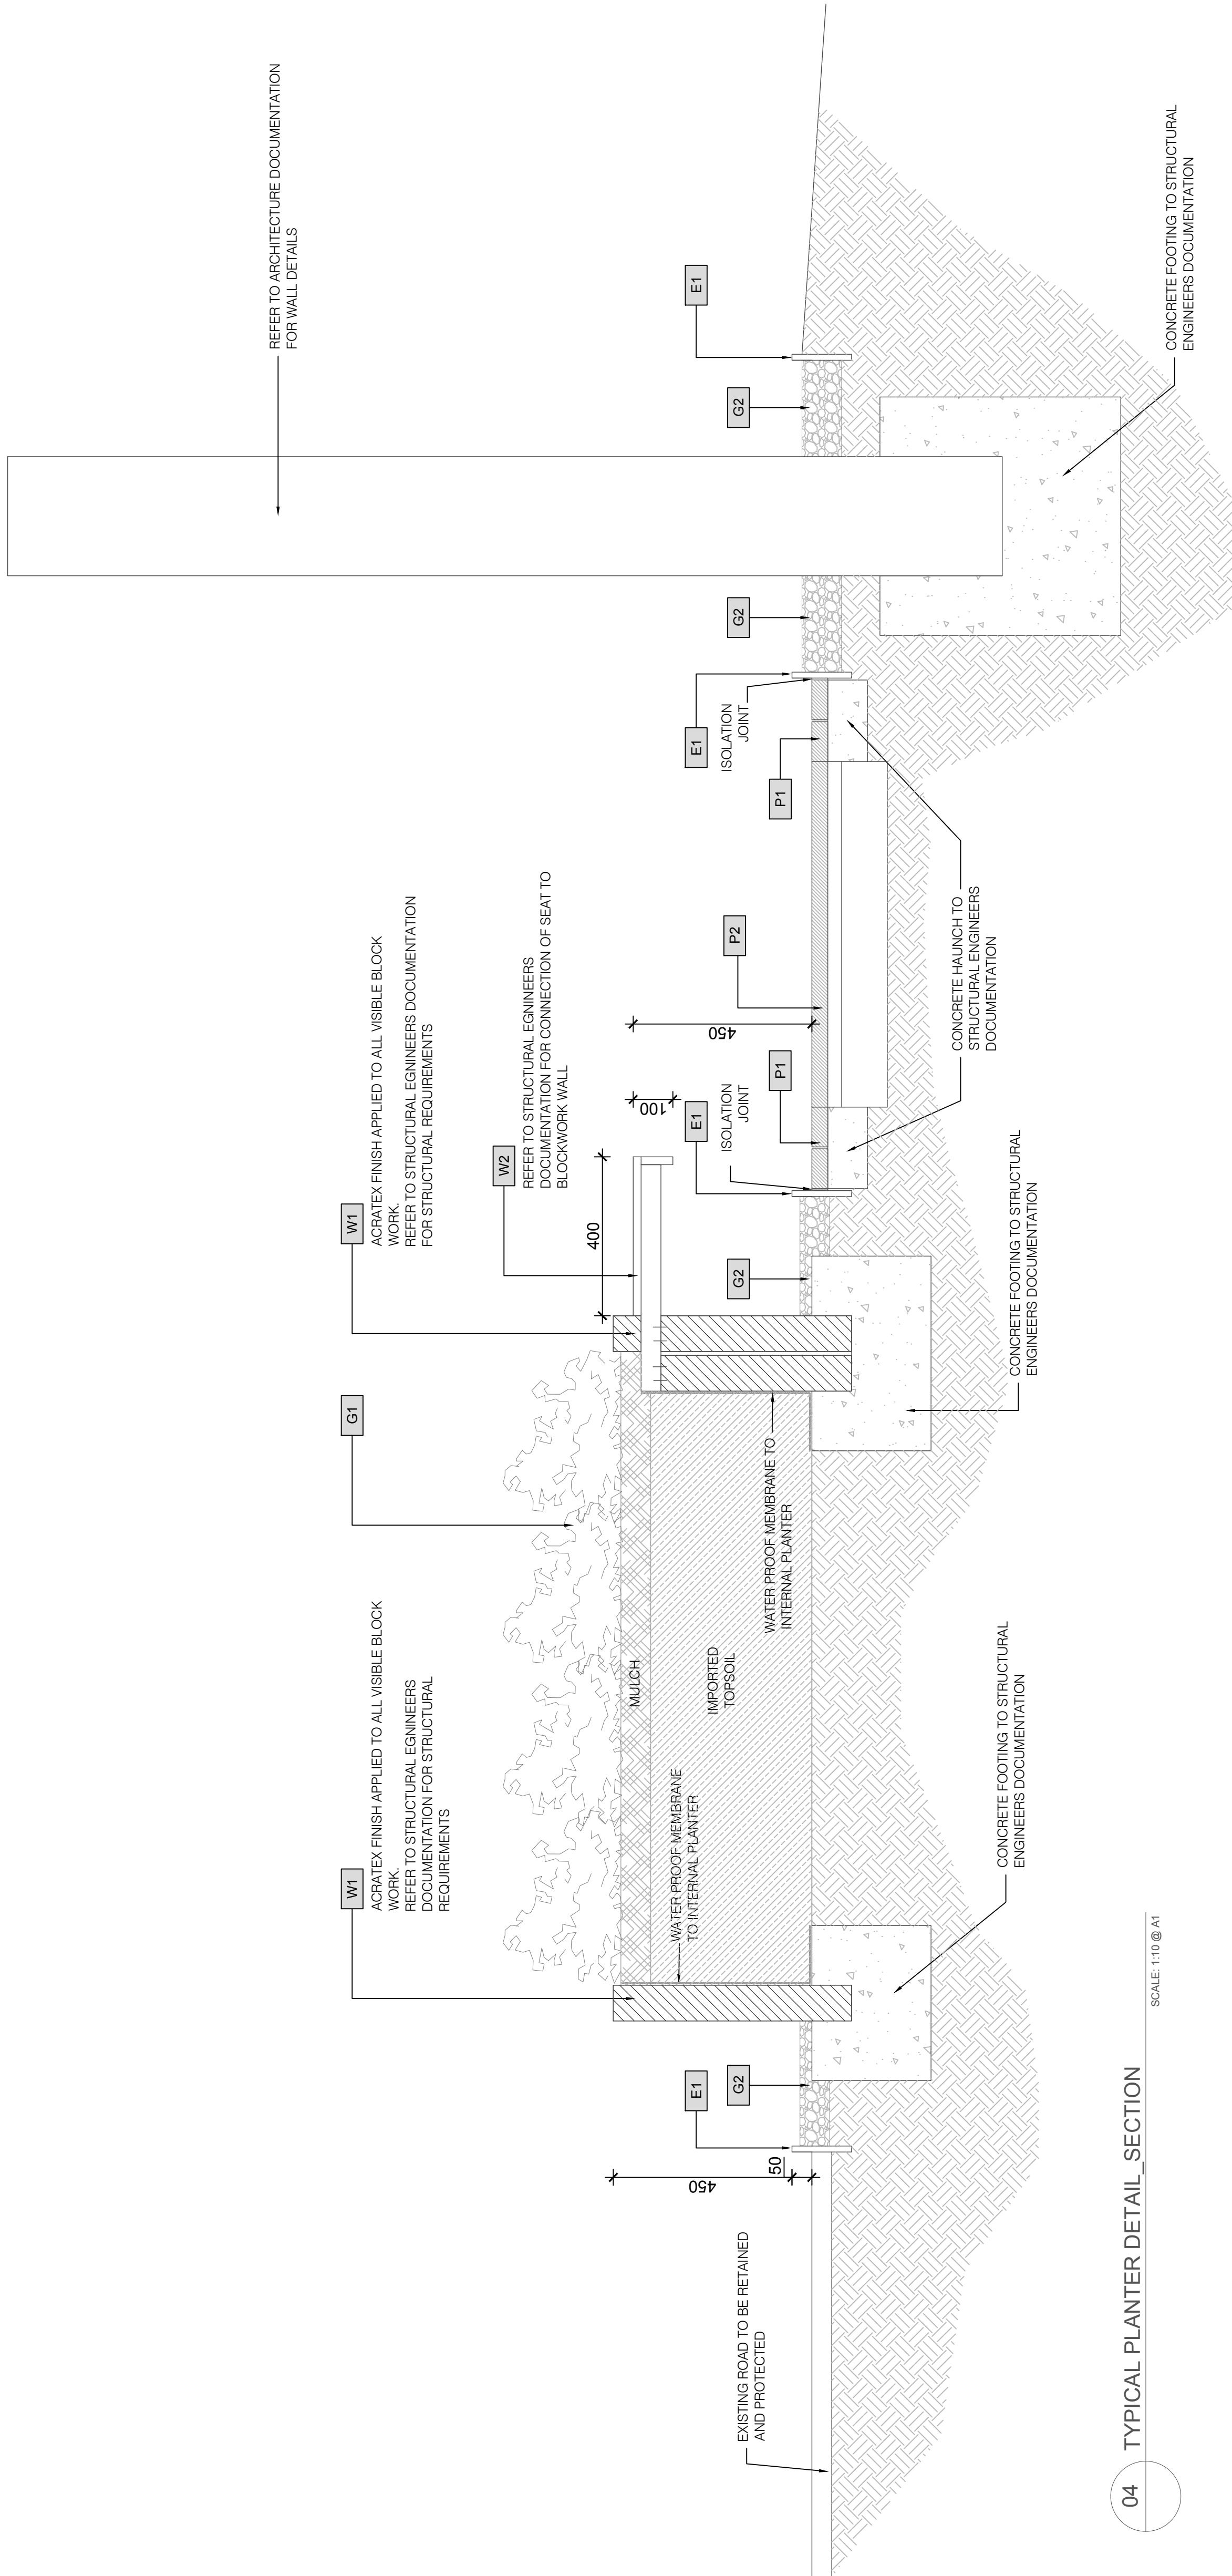 REFER TO ARCHITECTURE DOCUMENTATION
FOR WALL DETAILS
W1
ACRATEX FINISH APPLIED TO ALL VISIBLE BLOCK
WORK.
REFER TO STRUCTURAL EGNINEERS
DOCUMENTATION FOR STRUCTURAL
REQUIREMENTS
G1
W1
ACRATEX FINISH APPLIED TO ALL VISIBLE BLOCK
WORK.
REFER TO STRUCTURAL EGNINEERS DOCUMENTATION
FOR STRUCTURAL REQUIREMENTS
W2
REFER TO STRUCTURAL EGNINEERS
DOCUMENTATION FOR CONNECTION OF SEAT TO
BLOCKWORK WALL
400
100
450
MULCH
IMPORTED
TOPSOIL
WATER PROOF MEMBRANE
TO INTERNAL PLANTER
WATER PROOF MEMBRANE TO
INTERNAL PLANTER
EXISTING ROAD TO BE RETAINED
AND PROTECTED
450
50
E1
G2
G2
E1
ISOLATION
JOINT
P1
P2
P1
E1
ISOLATION
JOINT
G2
G2
E1
CONCRETE FOOTING TO STRUCTURAL
ENGINEERS DOCUMENTATION
CONCRETE FOOTING TO STRUCTURAL
ENGINEERS DOCUMENTATION
CONCRETE HAUNCH TO
STRUCTURAL ENGINEERS
DOCUMENTATION
CONCRETE FOOTING TO STRUCTURAL
ENGINEERS DOCUMENTATION
04
TYPICAL PLANTER DETAIL_SECTION
SCALE: 1:10 @ A1